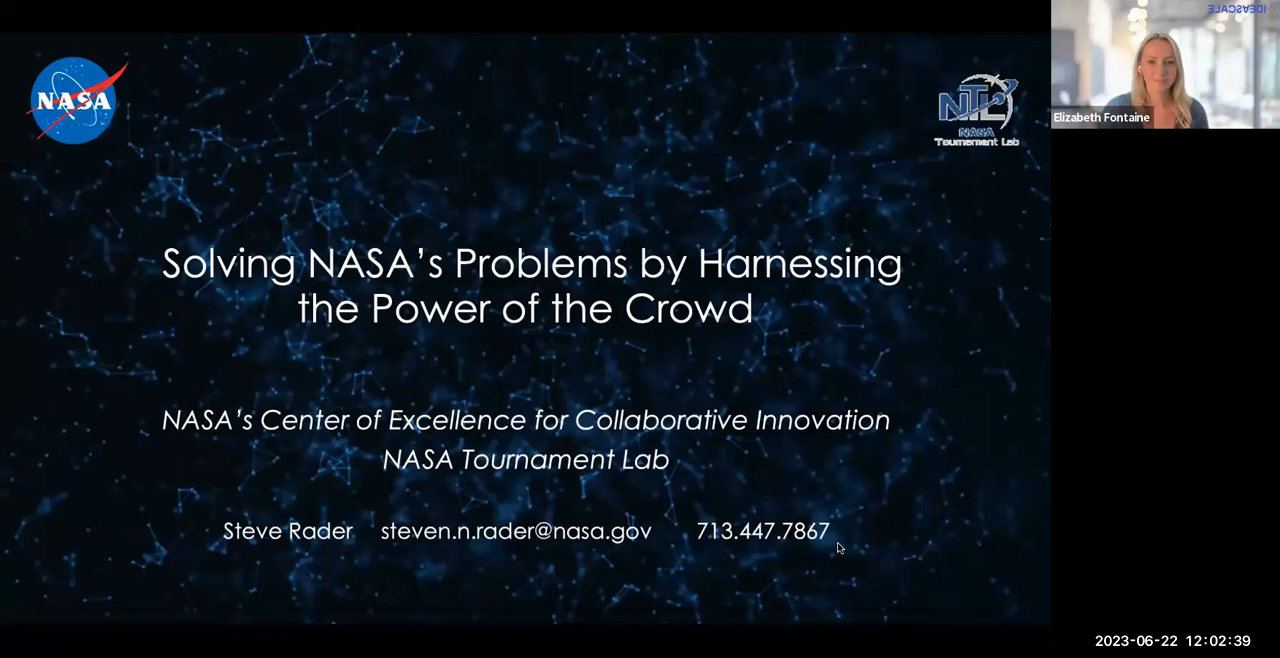 NASA
NTL
NASA
Tournament Lab
IDEASCALE
Elizabeth Fontaine
Solving NASA's Problems by Harnessing
the Power of the Crowd
NASA's Center of Excellence for Collaborative Innovation
NASA Tournament Lab
Steve Rader steven.n.rader@nasa.gov 713.447.7867
2023-06-22 12:02:39